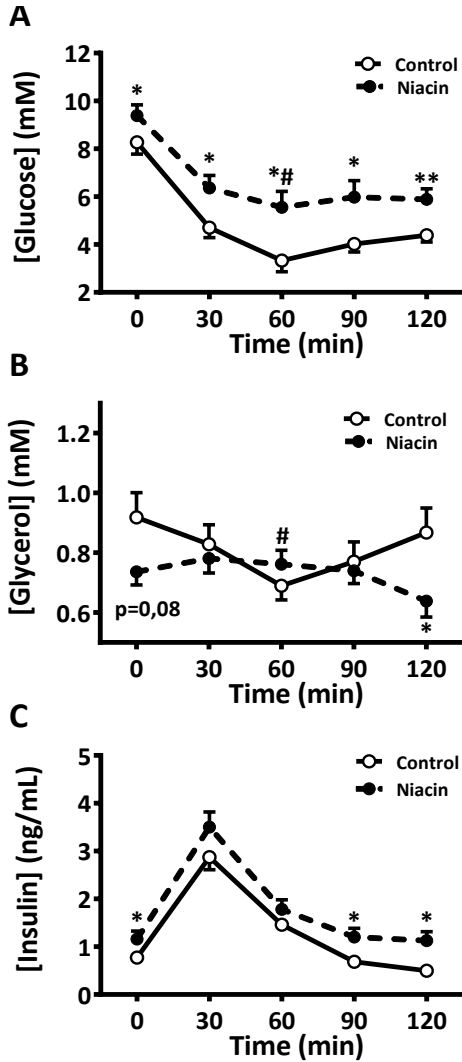 A
[Glucose] (mM)
12
10
8
6
4
2
Control
Niacin
*
*
*#
*
**
0 30 60 90 120
Time (min)
B
[Glycerol] (mM)
1.2
1.0
0.8
0.6
Control
Niacin
#
p=0,08
*
0 30 60 90 120
Time (min)
C
[Insulin] (ng/mL)
5
4
3
2
1
0
Control
Niacin
*
*
*
0 30 60 90 120
Time (min)